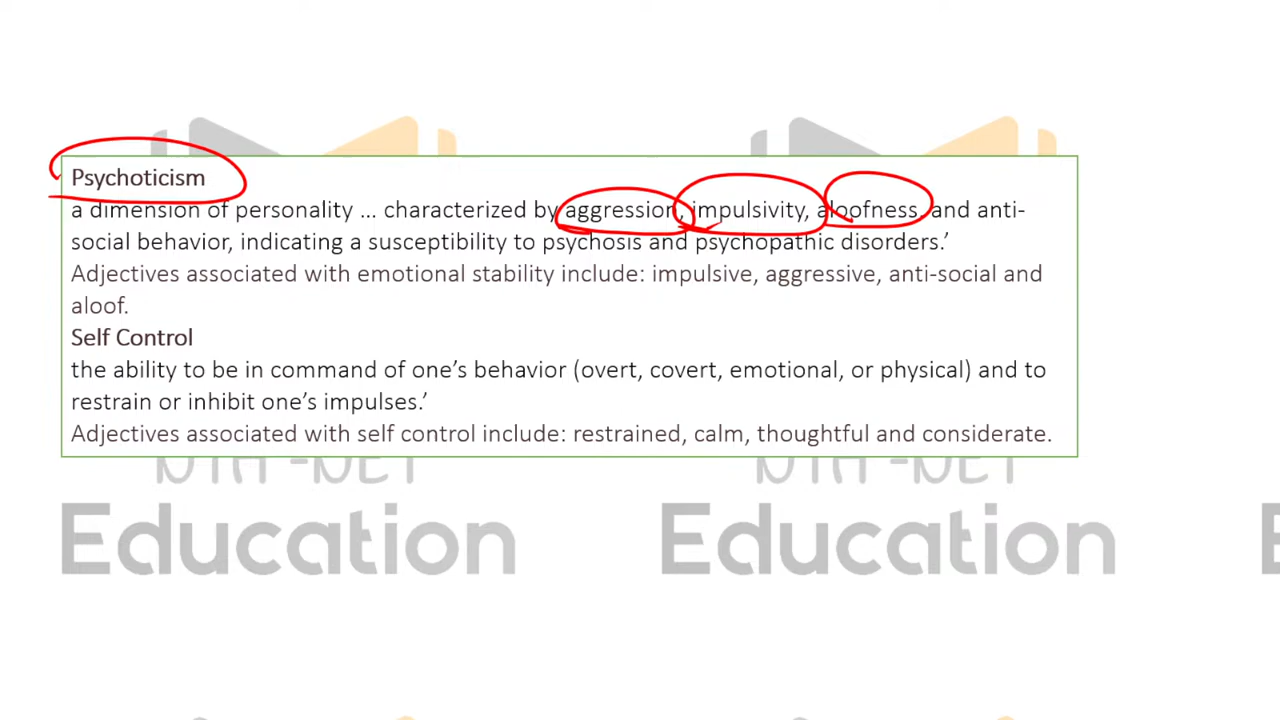 Psychoticism
a dimension of personality ... characterized by aggression, impulsivity, aloofness, and anti-
social behavior, indicating a susceptibility to psychosis and psychopathic disorders.’
Adjectives associated with emotional stability include: impulsive, aggressive, anti-social and
aloof.
Self Control
the ability to be in command of one’s behavior (overt, covert, emotional, or physical) and to
restrain or inhibit one’s impulses.’
Adjectives associated with self control include: restrained, calm, thoughtful and considerate.
Education Education